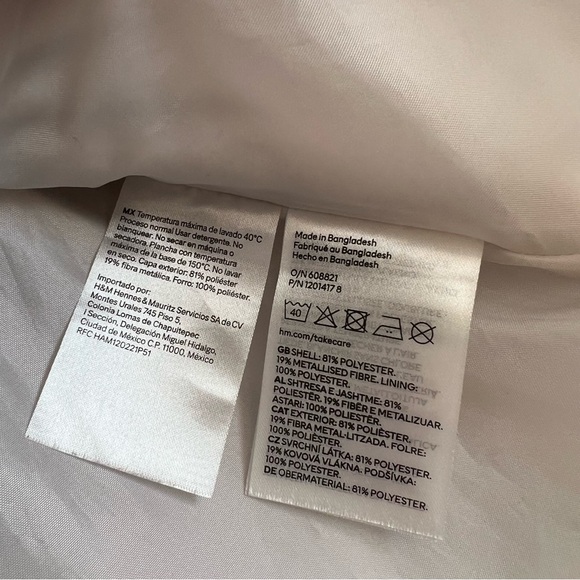 MX Temperatura máxima de lavado 40°C
Proceso normal Usar detergente. No
blanquear. No secar en máquina o
secadora. Plancha con temperatura
máxima de la base de 150°C. No lavar
en seco. Capa exterior: 81% poliéster
19% fibra metálica. Forro: 100% poliéster.
Importado por:
H&M Hennes & Mauritz Servicios SA de CV
Montes Urales 745 Piso 5,
Colonia Lomas de Chapultepec
I Sección, Delegación Miguel Hidalgo,
Ciudad de México C.P. 11000, México
RFC HAM120221P51
Made in Bangladesh
Fabriqué au Bangladesh
Hecho en Bangladesh
O/N 608821
P/N 1201417 8
40
hm.com/takecare
GB SHELL: 81% POLYESTER.
19% METALLISED FIBRE. LINING:
100% POLYESTER.
AL SHTRESA E JASHTME: 81%
POLYESTER. 19% FIBËR E METALIZUAR.
ASTARI: 100% POLIESTËR.
CAT EXTERIOR: 81% POLIÈSTER.
19% FIBRA METAL·LITZADA. FOLRE:
100% POLIÈSTER.
CZ SVRCHNÍ LÁTKA: 81% POLYESTER.
19% KOVOVÁ VLÁKNA. PODŠÍVKA:
100% POLYESTER.
DE OBERMATERIAL: 81% POLYESTER.